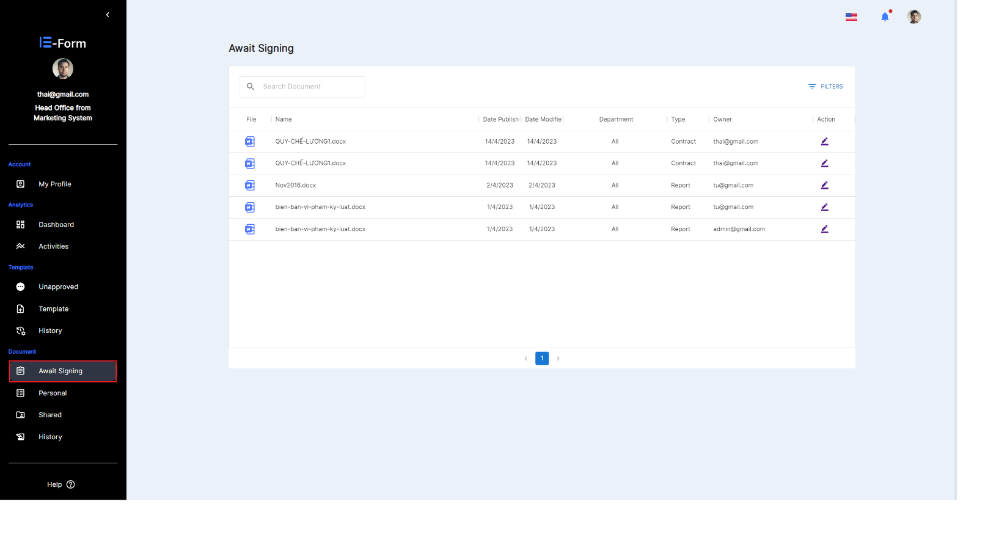 E-Form
thai@gmail.com
Head Office from
Marketing System
Account
My Profile
Analytics
Dashboard
Activities
Template
Unapproved
Template
History
Document
Await Signing
Personal
Shared
History
Help
Await Signing
Search Document
FILTERS
File Name Date Publish Date Modifie Department Type Owner Action
QUY-CHẾ-LƯƠNG1.docx 14/4/2023 14/4/2023 All Contract thai@gmail.com
QUY-CHẾ-LƯƠNG1.docx 14/4/2023 14/4/2023 All Contract thai@gmail.com
Nov2016.docx 2/4/2023 2/4/2023 All Report tu@gmail.com
bien-ban-vi-pham-ky-luat.docx 1/4/2023 1/4/2023 All Report tu@gmail.com
bien-ban-vi-pham-ky-luat.docx 1/4/2023 1/4/2023 All Report admin@gmail.com
1